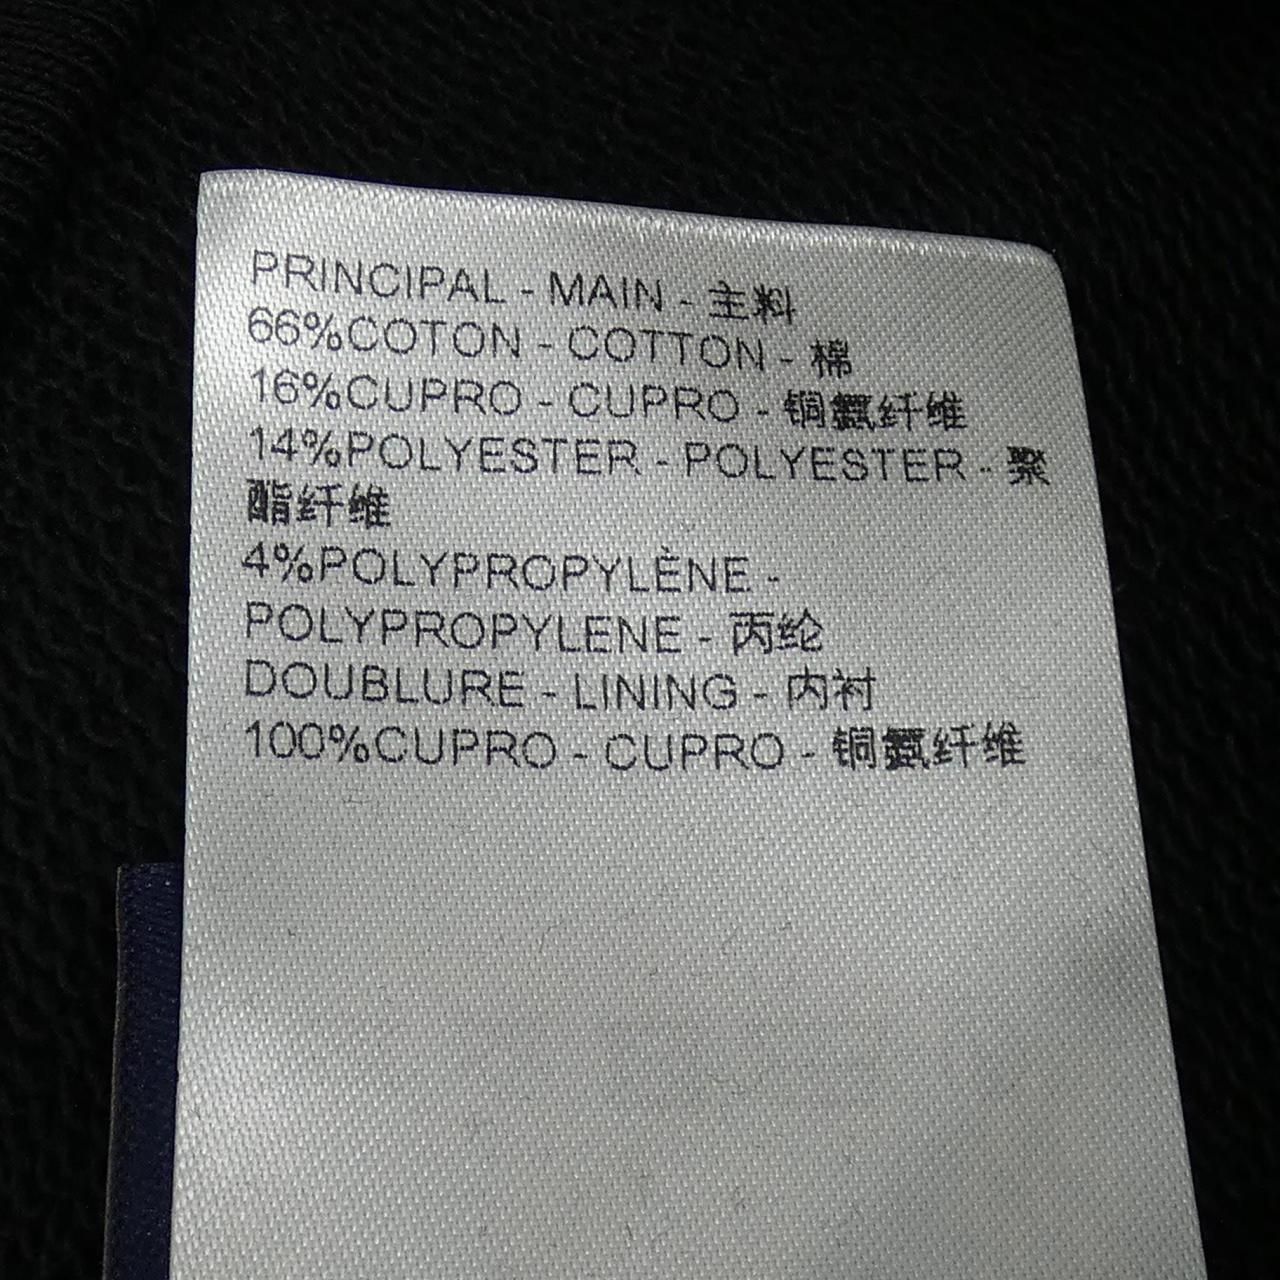 PRINCIPAL - MAIN - 主料
66%COTON - COTTON - 棉
16%CUPRO - CUPRO - 铜氨纤维
14%POLYESTER - POLYESTER - 聚
酯纤维
4%POLYPROPYLÈNE -
POLYPROPYLENE - 丙纶
DOUBLURE - LINING - 内衬
100%CUPRO - CUPRO - 铜氨纤维